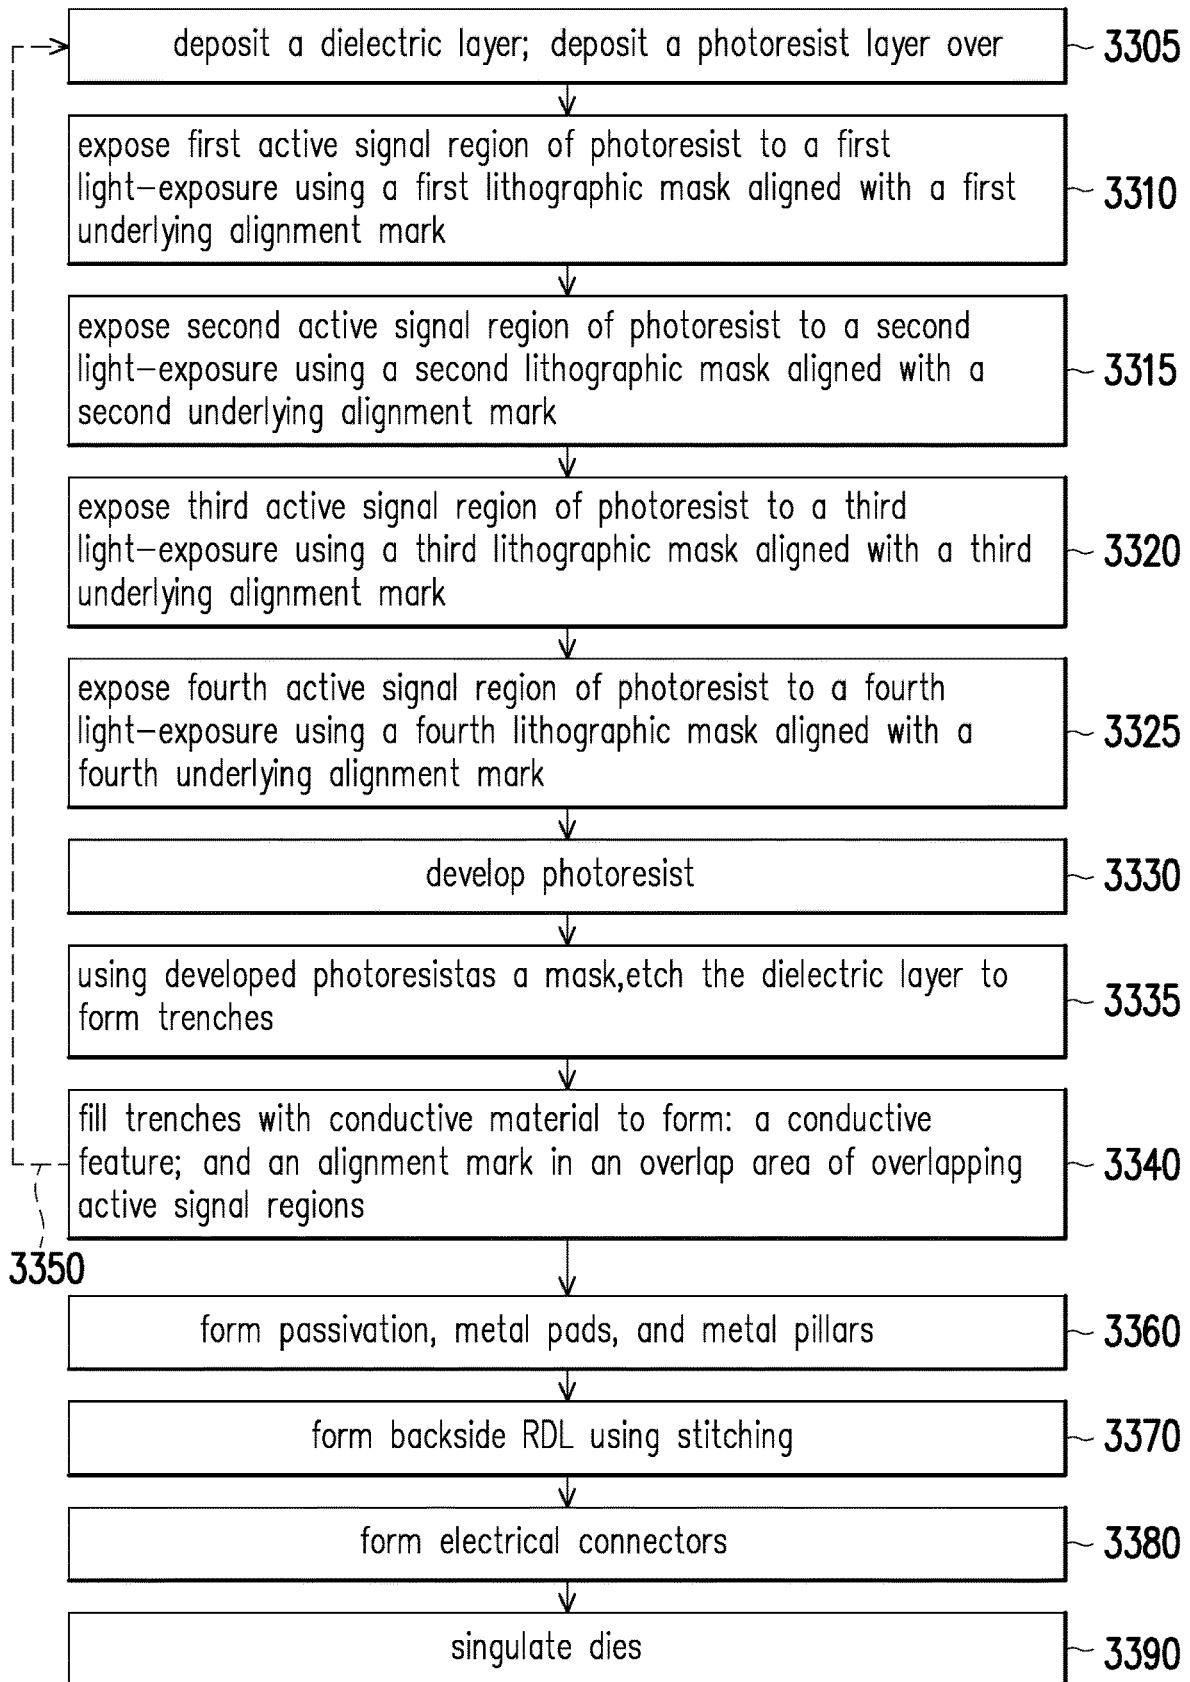 deposit a dielectric layer; deposit a photoresist layer over
3305
expose first active signal region of photoresist to a first
light-exposure using a first lithographic mask aligned with a first
underlying alignment mark
3310
expose second active signal region of photoresist to a second
light-exposure using a second lithographic mask aligned with a
second underlying alignment mark
3315
expose third active signal region of photoresist to a third
light-exposure using a third lithographic mask aligned with a third
underlying alignment mark
3320
expose fourth active signal region of photoresist to a fourth
light-exposure using a fourth lithographic mask aligned with a
fourth underlying alignment mark
3325
develop photoresist
3330
using developed photoresistas a mask,etch the dielectric layer to
form trenches
3335
fill trenches with conductive material to form: a conductive
feature; and an alignment mark in an overlap area of overlapping
active signal regions
3340
3350
form passivation, metal pads, and metal pillars
3360
form backside RDL using stitching
3370
form electrical connectors
3380
singulate dies
3390